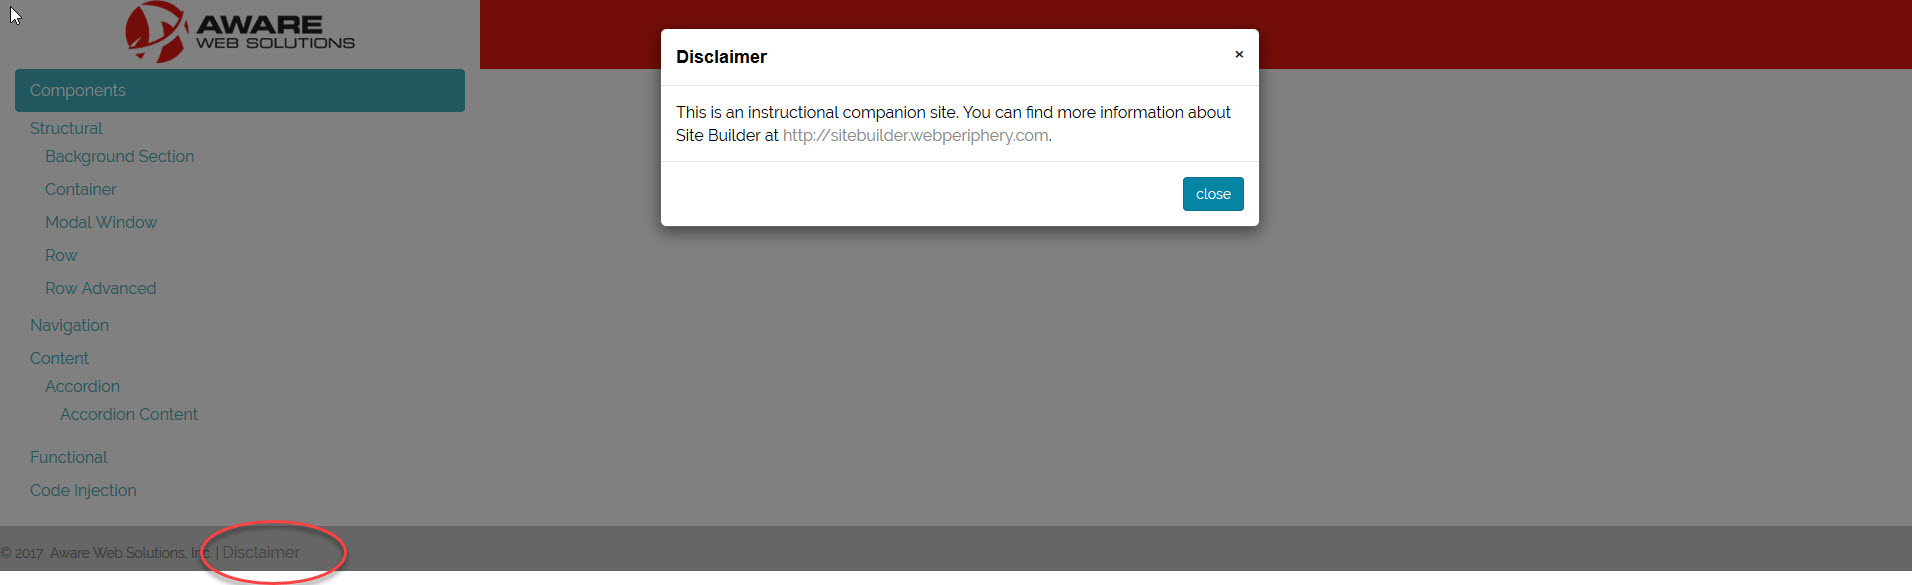 AWARE
WEB SOLUTIONS
Components
Structural
Background Section
Container
Modal Window
Row
Row Advanced
Navigation
Content
Accordion
Accordion Content
Functional
Code Injection
Disclaimer
×
This is an instructional companion site. You can find more information about
Site Builder at http://sitebuilder.webperiphery.com.
close
© 2017 Aware Web Solutions, Inc. | Disclaimer